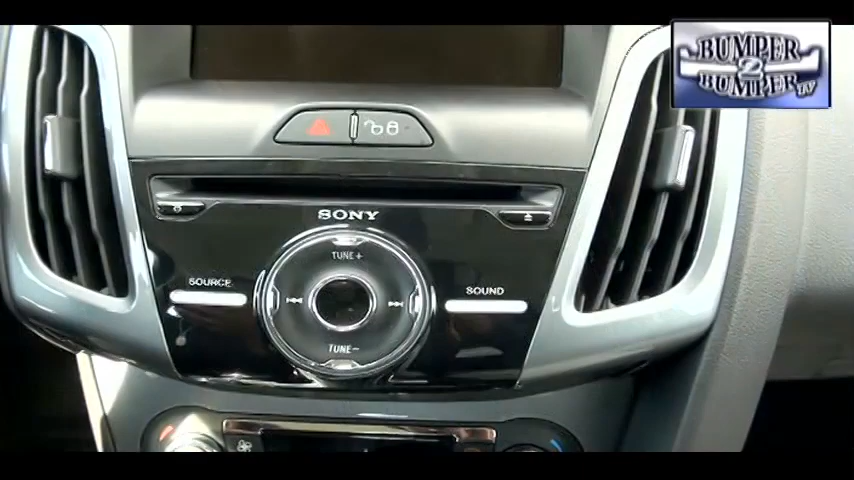 BUMPER
2
BUMPER TV
SONY
TUNE+
SOURCE
SOUND
TUNE-